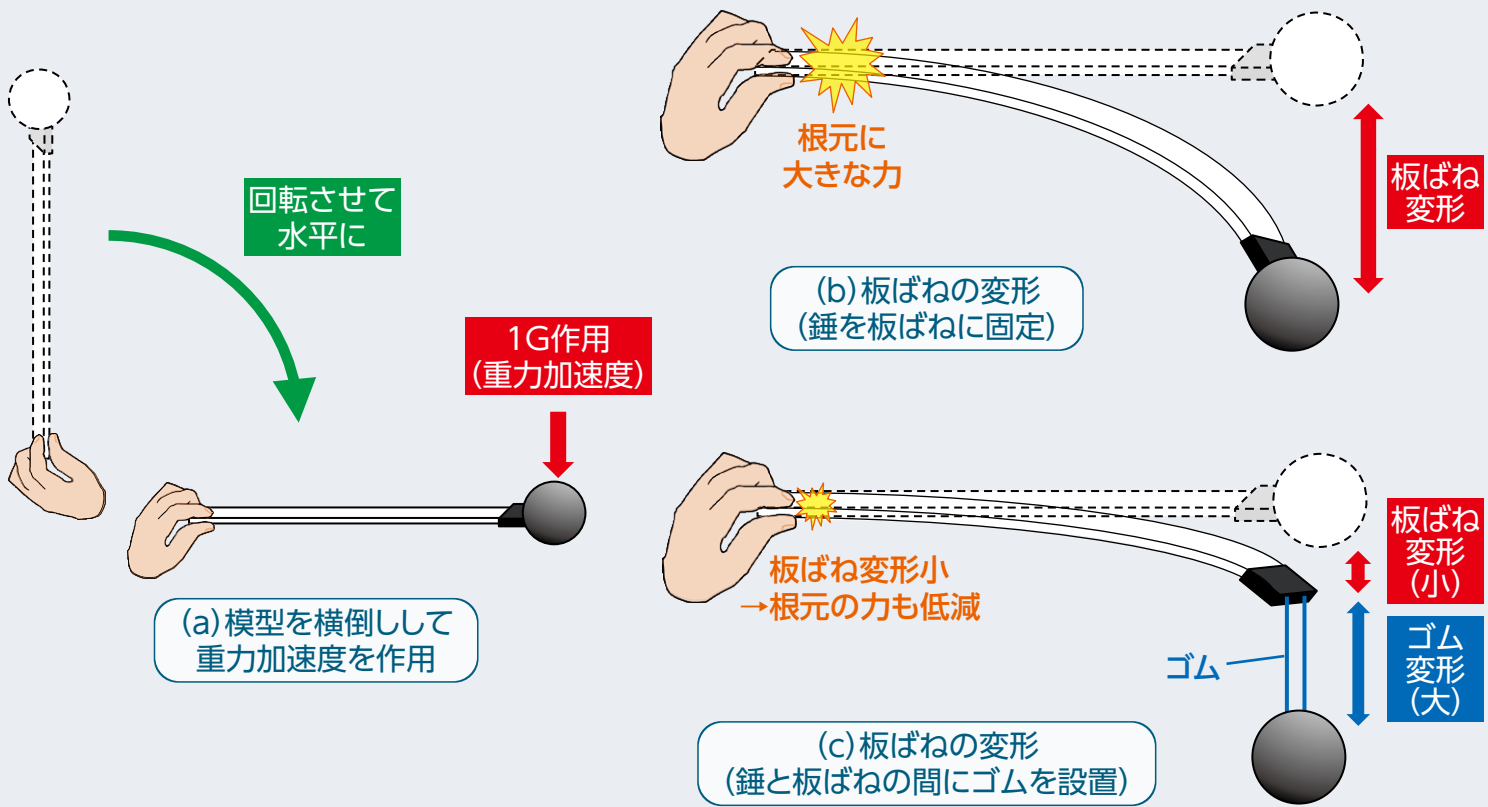 回転させて
水平に
1G作用
(重力加速度)
(a)模型を横倒しして
重力加速度を作用
根元に
大きな力
板ばね
変形
(b)板ばねの変形
(錘を板ばねに固定)
板ばね変形小
→根元の力も低減
板ばね
変形
(小)
ゴム
変形
(大)
ゴム
(c)板ばねの変形
(錘と板ばねの間にゴムを設置)